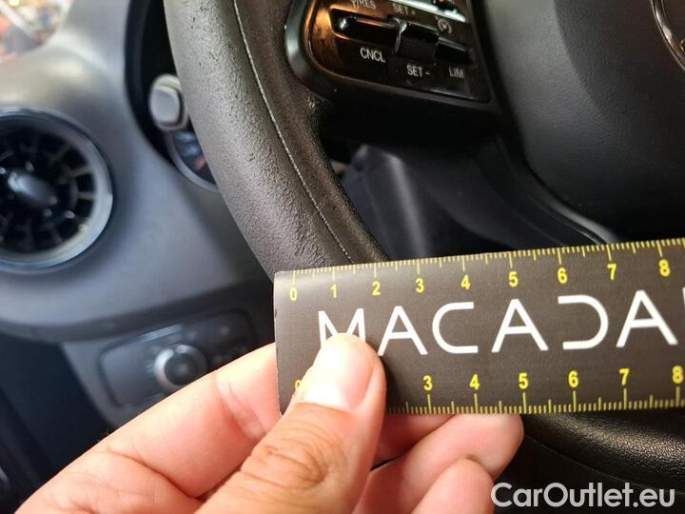 RES SET +
CNCL SET - LIM
0 1 2 3 4 5 6 7 8
MACADA
3 4 5 6 7 8
CarOutlet.eu